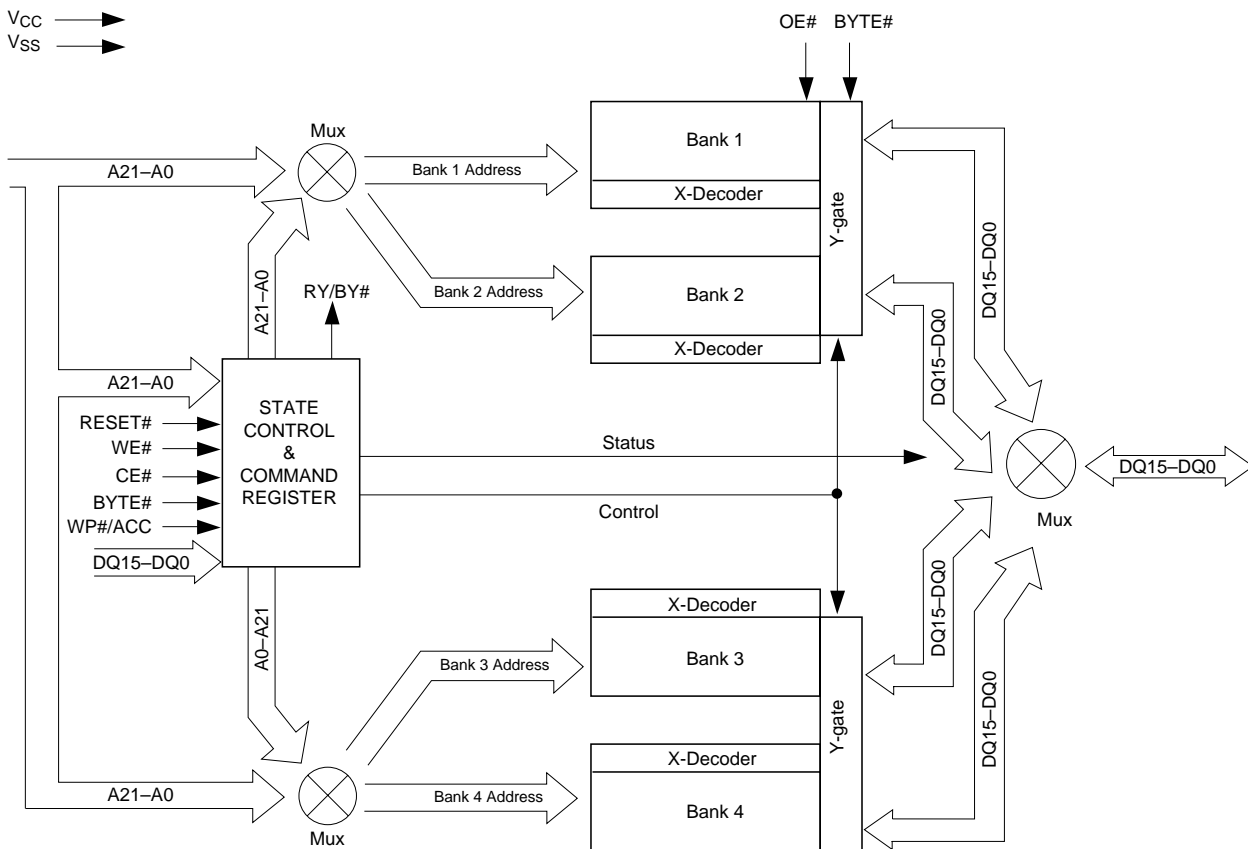 VCC
VSS
OE# BYTE#
Mux
Bank 1
A21–A0
Bank 1 Address
X-Decoder
Y-gate
A21–A0
RY/BY#
Bank 2 Address
Bank 2
X-Decoder
DQ15–DQ0
DQ15–DQ0
A21–A0
RESET#
WE#
CE#
BYTE#
WP#/ACC
DQ15–DQ0
STATE
CONTROL
&
COMMAND
REGISTER
Status
Control
DQ15–DQ0
Mux
A0–A21
X-Decoder
Bank 3 Address
Bank 3
Y-gate
DQ15–DQ0
DQ15–DQ0
X-Decoder
A21–A0
Bank 4 Address
Bank 4
Mux